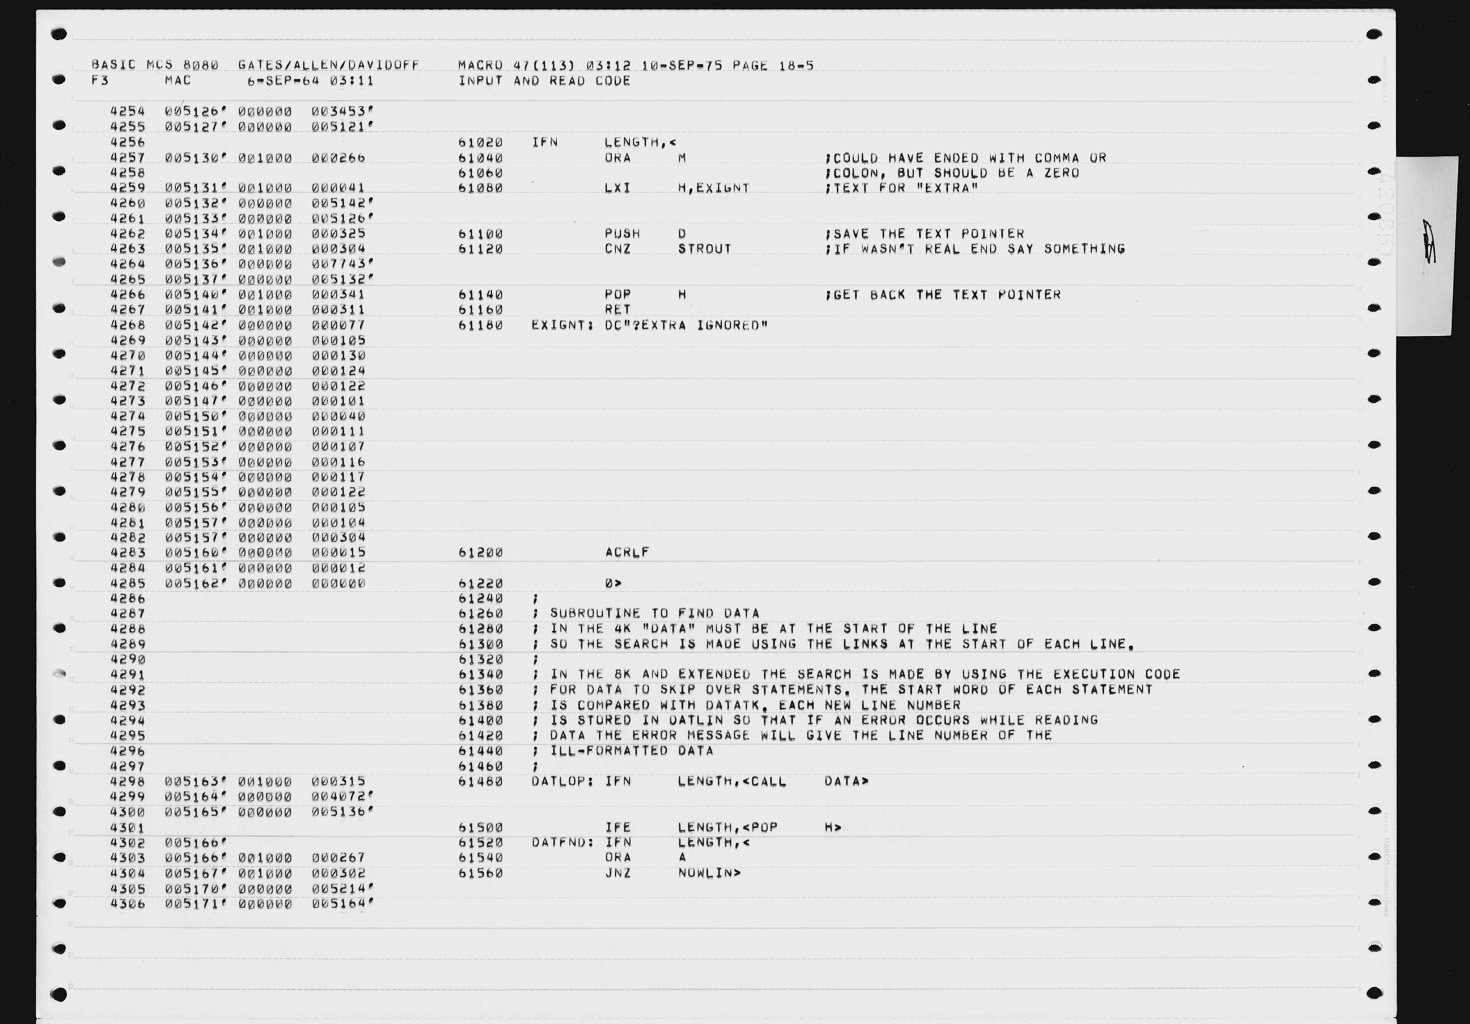 BASIC MCS 8080  GATES/ALLEN/DAVIDOFF  MACRO 47(113) 03:12 10-SEP-75 PAGE 18-5
F3  MAC  6-SEP-64 03:11  INPUT AND READ CODE
4254 005126' 000000 003453'
4255 005127' 000000 005121'
4256 61020 IFN LENGTH,<
4257 005130' 001000 000266 61040 ORA M ;COULD HAVE ENDED WITH COMMA OR
4258 61060 ;COLON, BUT SHOULD BE A ZERO
4259 005131' 001000 000041 61080 LXI H,EXIGNT ;TEXT FOR "EXTRA"
4260 005132' 000000 005142'
4261 005133' 000000 005126'
4262 005134' 001000 000325 61100 PUSH D ;SAVE THE TEXT POINTER
4263 005135' 001000 000304 61120 CNZ STROUT ;IF WASN'T REAL END SAY SOMETHING
4264 005136' 000000 007743'
4265 005137' 000000 005132'
4266 005140' 001000 000341 61140 POP H ;GET BACK THE TEXT POINTER
4267 005141' 001000 000311 61160 RET
4268 005142' 000000 000077 61180 EXIGNT: DC"?EXTRA IGNORED"
4269 005143' 000000 000105
4270 005144' 000000 000130
4271 005145' 000000 000124
4272 005146' 000000 000122
4273 005147' 000000 000101
4274 005150' 000000 000040
4275 005151' 000000 000111
4276 005152' 000000 000107
4277 005153' 000000 000116
4278 005154' 000000 000117
4279 005155' 000000 000122
4280 005156' 000000 000105
4281 005157' 000000 000104
4282 005157' 000000 000304
4283 005160' 000000 000015 61200 ACRLF
4284 005161' 000000 000012
4285 005162' 000000 000000 61220 0>
4286 61240 ;
4287 61260 ; SUBROUTINE TO FIND DATA
4288 61280 ; IN THE 4K "DATA" MUST BE AT THE START OF THE LINE
4289 61300 ; SO THE SEARCH IS MADE USING THE LINKS AT THE START OF EACH LINE.
4290 61320 ;
4291 61340 ; IN THE 8K AND EXTENDED THE SEARCH IS MADE BY USING THE EXECUTION CODE
4292 61360 ; FOR DATA TO SKIP OVER STATEMENTS. THE START WORD OF EACH STATEMENT
4293 61380 ; IS COMPARED WITH DATATK. EACH NEW LINE NUMBER
4294 61400 ; IS STORED IN DATLIN SO THAT IF AN ERROR OCCURS WHILE READING
4295 61420 ; DATA THE ERROR MESSAGE WILL GIVE THE LINE NUMBER OF THE
4296 61440 ; ILL-FORMATTED DATA
4297 61460 ;
4298 005163' 001000 000315 61480 DATLOP: IFN LENGTH,<CALL DATA>
4299 005164' 000000 004072'
4300 005165' 000000 005136'
4301 61500 IFE LENGTH,<POP H>
4302 005166' 61520 DATFND: IFN LENGTH,<
4303 005166' 001000 000267 61540 ORA A
4304 005167' 001000 000302 61560 JNZ NOWLIN>
4305 005170' 000000 005214'
4306 005171' 000000 005164'